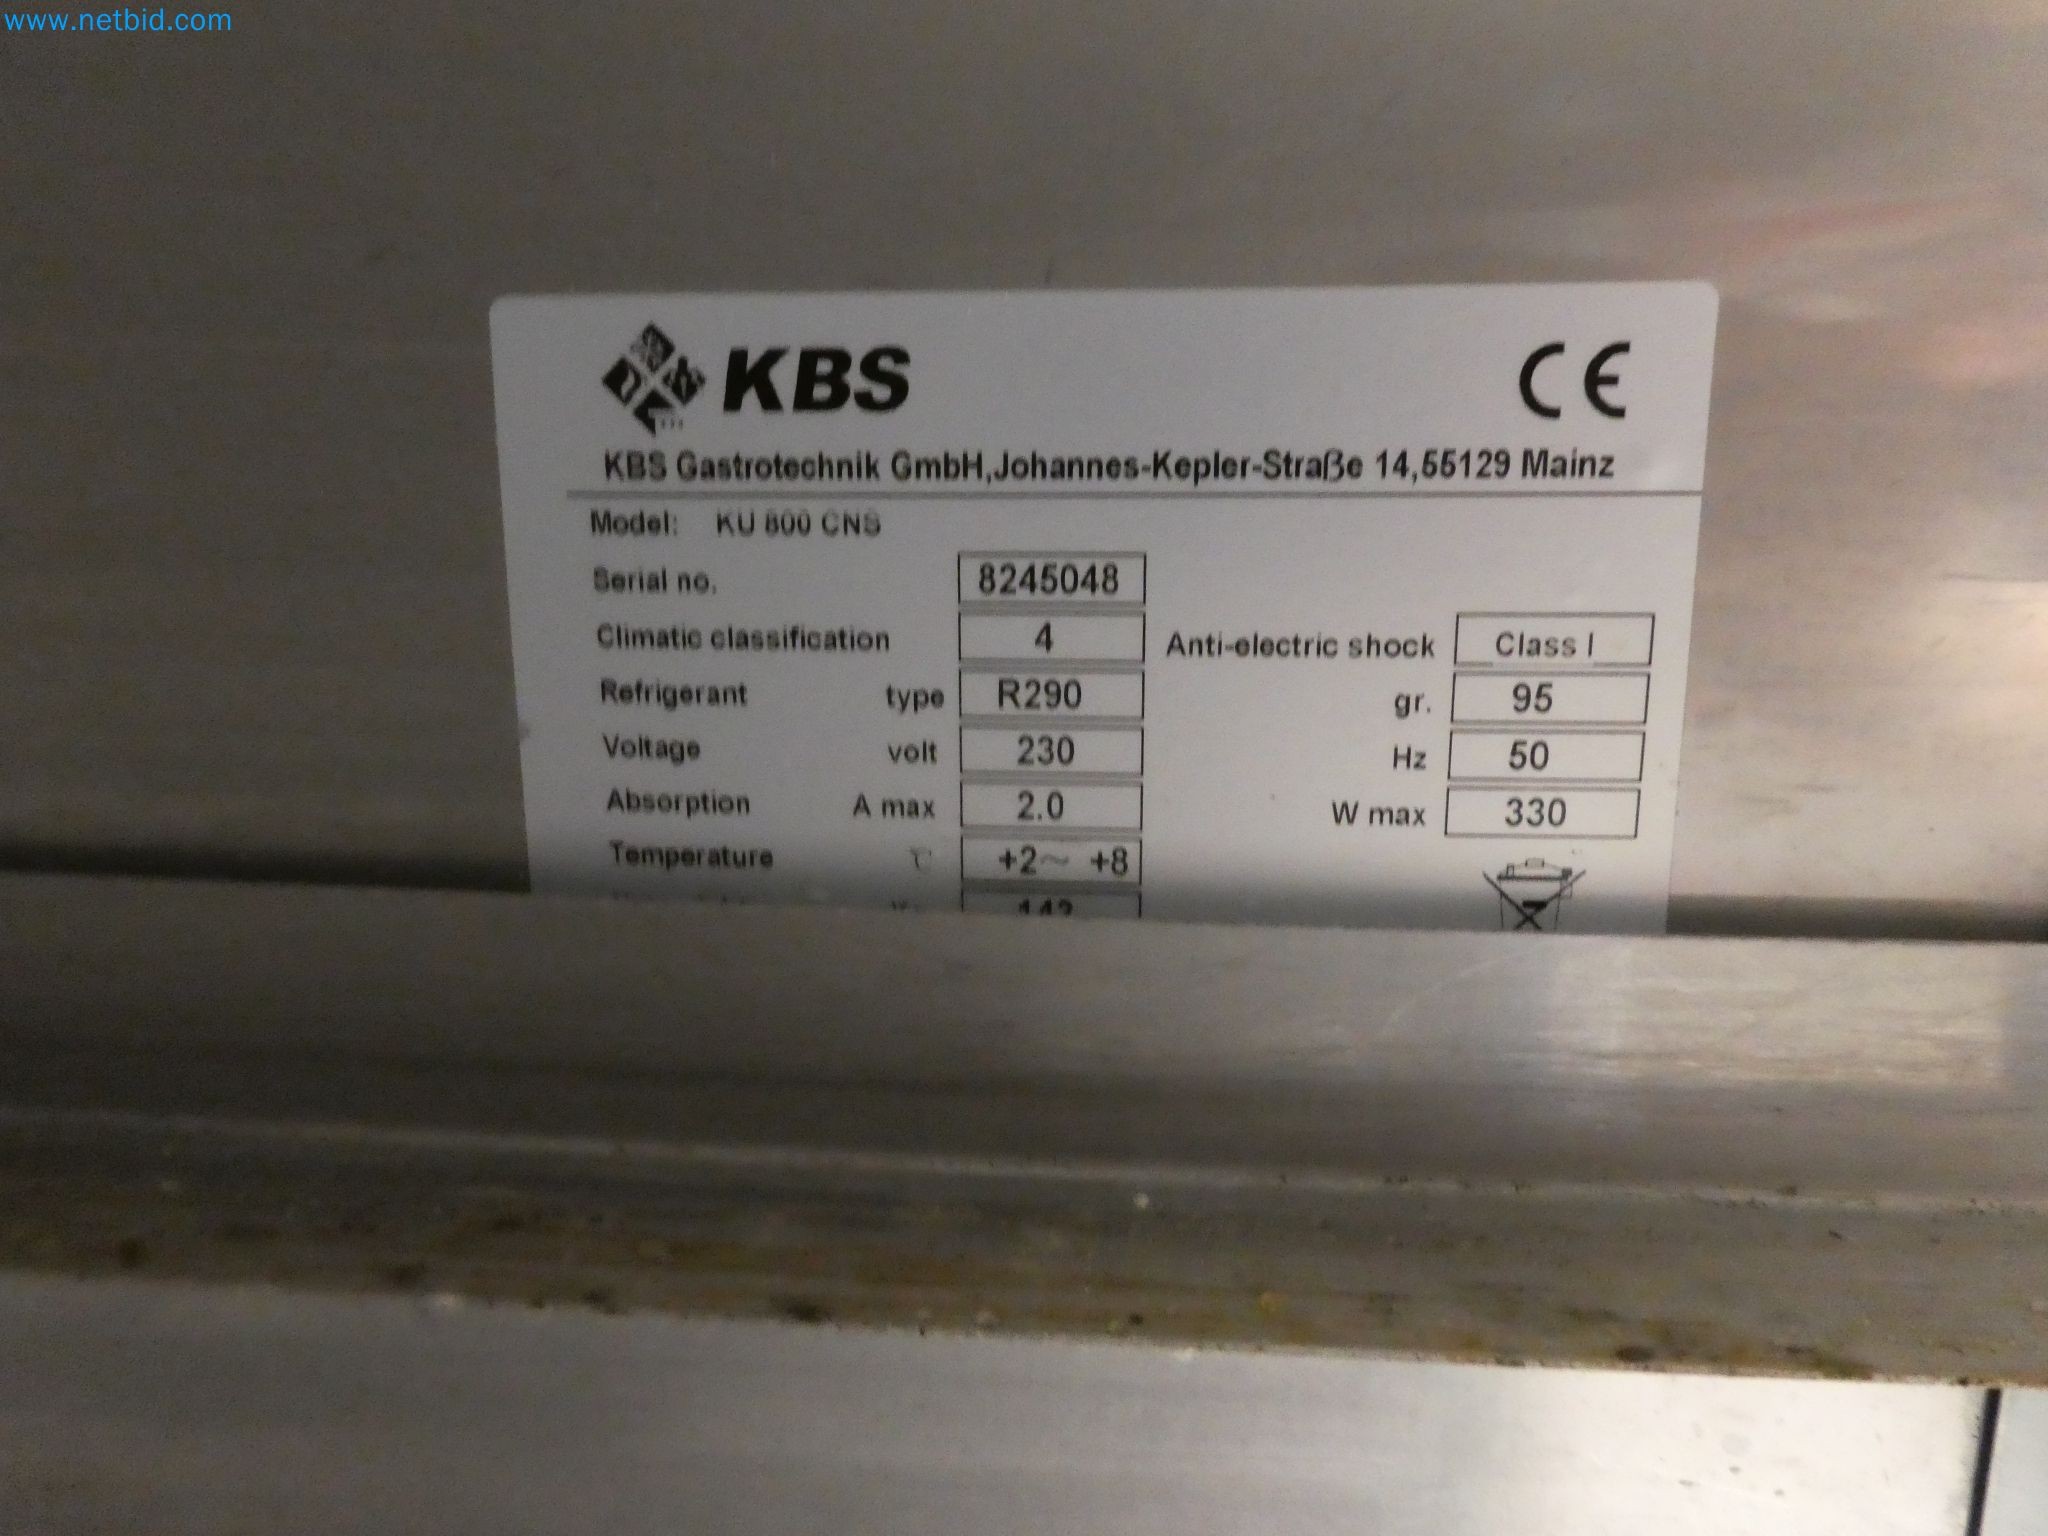 www.netbid.com
KBS CE
KBS Gastrotechnik GmbH,Johannes-Kepler-Straße 14,55129 Mainz
Model: KU 800 CNS
Serial no. 8245048
Climatic classification 4 Anti-electric shock Class I
Refrigerant type R290 gr. 95
Voltage volt 230 Hz 50
Absorption A max 2.0 W max 330
Temperature ℃ +2~ +8